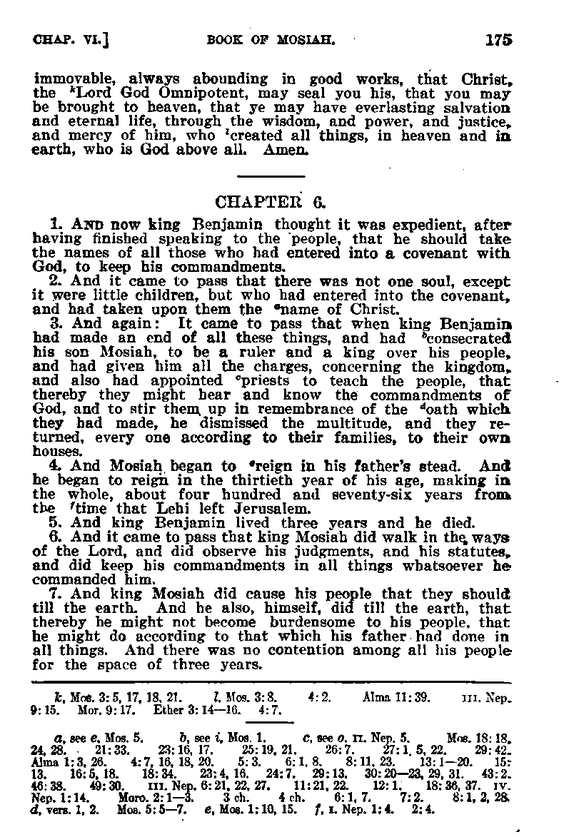 CHAP. VI.] BOOK OF MOSIAH. 175
immovable, always abounding in good works, that Christ,
the ᵏLord God Omnipotent, may seal you his, that you may
be brought to heaven, that ye may have everlasting salvation
and eternal life, through the wisdom, and power, and justice,
and mercy of him, who ˡcreated all things, in heaven and in
earth, who is God above all. Amen.
CHAPTER 6.
1. AND now king Benjamin thought it was expedient, after
having finished speaking to the people, that he should take
the names of all those who had entered into a covenant with
God, to keep his commandments.
2. And it came to pass that there was not one soul, except
it were little children, but who had entered into the covenant,
and had taken upon them the ᵃname of Christ.
3. And again: It came to pass that when king Benjamin
had made an end of all these things, and had ᵇconsecrated
his son Mosiah, to be a ruler and a king over his people,
and had given him all the charges, concerning the kingdom,
and also had appointed ᶜpriests to teach the people, that
thereby they might hear and know the commandments of
God, and to stir them up in remembrance of the ᵈoath which
they had made, he dismissed the multitude, and they re-
turned, every one according to their families, to their own
houses.
4. And Mosiah began to ᵉreign in his father's stead. And
he began to reign in the thirtieth year of his age, making in
the whole, about four hundred and seventy-six years from
the ᶠtime that Lehi left Jerusalem.
5. And king Benjamin lived three years and he died.
6. And it came to pass that king Mosiah did walk in the ways
of the Lord, and did observe his judgments, and his statutes,
and did keep his commandments in all things whatsoever he
commanded him.
7. And king Mosiah did cause his people that they should
till the earth. And he also, himself, did till the earth, that
thereby he might not become burdensome to his people, that
he might do according to that which his father had done in
all things. And there was no contention among all his people
for the space of three years.
k, Mos. 3:5, 17, 18, 21. l, Mos. 3:8. 4:2. Alma 11:39. III. Nep.
9:15. Mor. 9:17. Ether 3:14—16. 4:7.
a, see e, Mos. 5. b, see i, Mos. 1. c, see o, II. Nep. 5. Mos. 18:18,
24, 28. 21:33. 23:16, 17. 25:19, 21. 26:7. 27:1, 5, 22. 29:42.
Alma 1:3, 26. 4:7, 16, 18, 20. 5:3. 6:1, 8. 8:11, 23. 13:1—20. 15:
13. 16:5, 18. 18:34. 23:4, 16. 24:7. 29:13. 30:20—23, 29, 31. 43:2.
46:38. 49:30. III. Nep. 6:21, 22, 27. 11:21, 22. 12:1. 18:36, 37. IV.
Nep. 1:14. Moro. 2:1—3. 3 ch. 4 ch. 6:1, 7. 7:2. 8:1, 2, 28.
d, vers. 1, 2. Mos. 5:5—7. e, Mos. 1:10, 15. f, I. Nep. 1:4. 2:4.